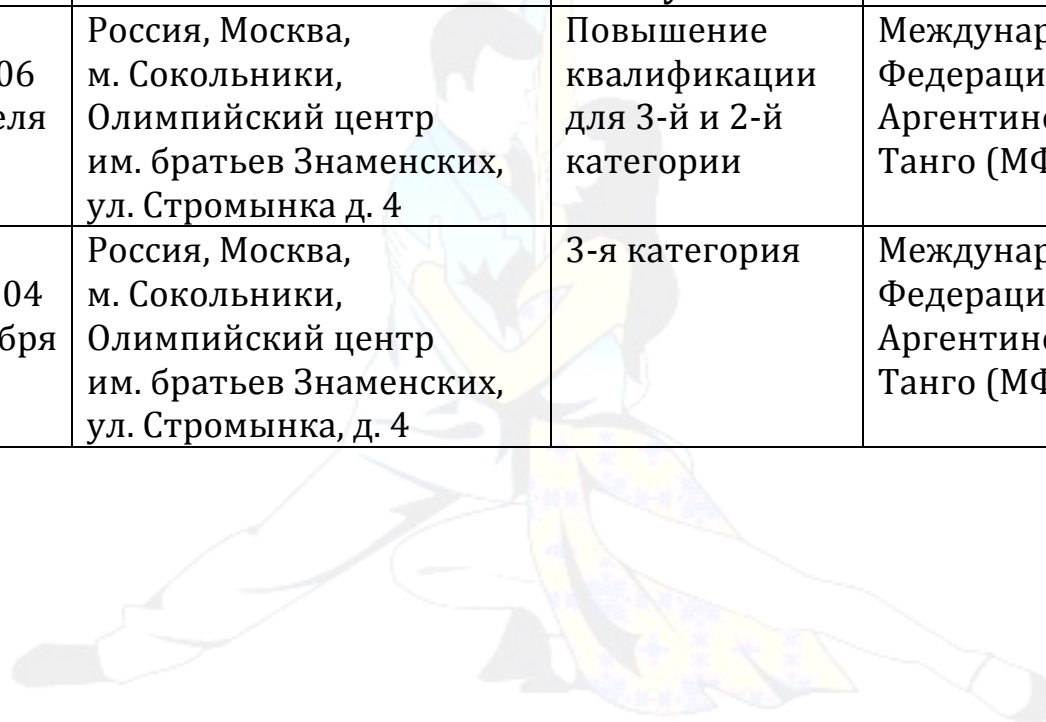 06
еля
Россия, Москва,
м. Сокольники,
Олимпийский центр
им. братьев Знаменских,
ул. Стромынка д. 4
Повышение
квалификации
для 3-й и 2-й
категории
Междунар
Федераци
Аргентин
Танго (МФ
04
бря
Россия, Москва,
м. Сокольники,
Олимпийский центр
им. братьев Знаменских,
ул. Стромынка, д. 4
3-я категория
Междунар
Федераци
Аргентин
Танго (МФ